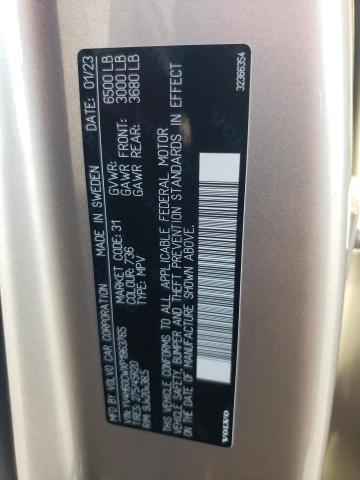 VOLVO CAR CORPORATION
MADE IN SWEDEN DATE: 01/23
GVWR: 6500 LB
GAWR FRONT: 3000 LB
GAWR REAR: 3680 LB
MARKET CODE: 31
COLOUR: 736
TYPE: MPV
THIS VEHICLE CONFORMS TO ALL APPLICABLE FEDERAL MOTOR
VEHICLE SAFETY, BUMPER AND THEFT PREVENTION STANDARDS IN EFFECT
ON THE DATE OF MANUFACTURE SHOWN ABOVE.
VOLVO
32366354